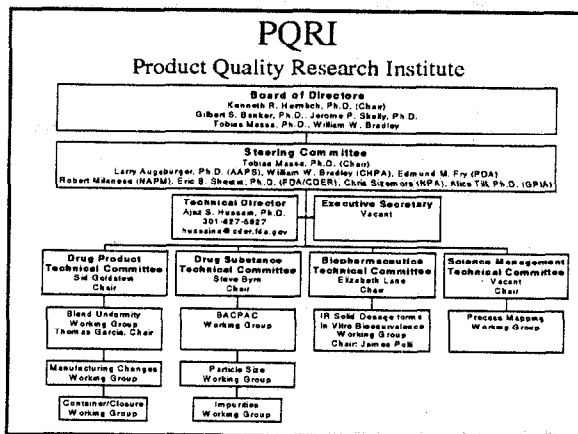 PQRI
Product Quality Research Institute
Board of Directors
Kenneth R. Heimlich, Ph.D. (Chair)
Gilbert S. Banker, Ph.D., Jerome P. Skelly, Ph.D.
Tobias Massa, Ph.D., William W. Bradley
Steering Committee
Tobias Massa, Ph.D. (Chair)
Larry Augsburger, Ph.D. (AAPS), William W. Bradley (CHPA), Edmund M. Fry (PDA)
Robert Milanese (NAPM), Eric B. Sheinin, Ph.D. (FDA/CDER), Chris Sizemore (NPA), Alice Till, Ph.D. (GPIA)
Technical Director
Ajaz S. Hussain, Ph.D.
301-827-5927
hussaina@cder.fda.gov
Executive Secretary
Vacant
Drug Product
Technical Committee
Sid Goldstein
Chair
Blend Uniformity
Working Group
Thomas Garcia, Chair
Manufacturing Changes
Working Group
Container/Closure
Working Group
Drug Substance
Technical Committee
Steve Byrn
Chair
BACPAC
Working Group
Particle Size
Working Group
Impurities
Working Group
Biopharmaceutics
Technical Committee
Elizabeth Lane
Chair
IR Solid Dosage forms
In Vitro Bioequivalence
Working Group
Chair: James Polli
Science Management
Technical Committee
Vacant
Chair
Process Mapping
Working Group